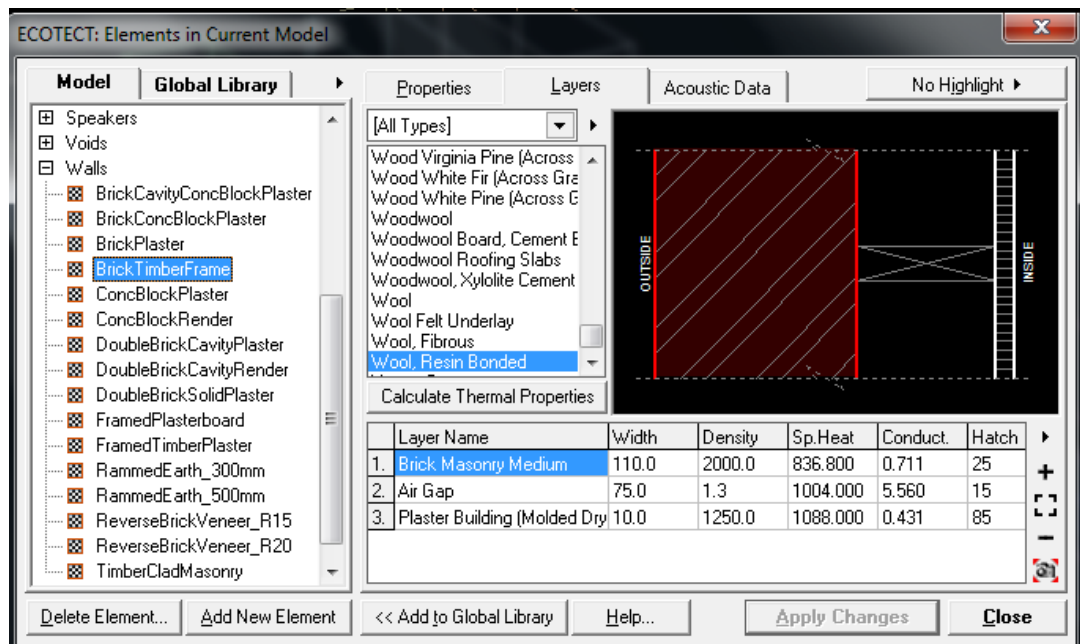 ECOTECT: Elements in Current Model
Model
Global Library
Properties
Layers
Acoustic Data
No Highlight
Speakers
Voids
Walls
BrickCavityConcBlockPlaster
BrickConcBlockPlaster
BrickPlaster
BrickTimberFrame
ConcBlockPlaster
ConcBlockRender
DoubleBrickCavityPlaster
DoubleBrickCavityRender
DoubleBrickSolidPlaster
FramedPlasterboard
FramedTimberPlaster
RammedEarth_300mm
RammedEarth_500mm
ReverseBrickVeneer_R15
ReverseBrickVeneer_R20
TimberCladMasonry
[All Types]
Wood Virginia Pine (Across
Wood White Fir (Across Gra
Wood White Pine (Across G
Woodwool
Woodwool Board, Cement B
Woodwool Roofing Slabs
Woodwool, Xylolite Cement
Wool
Wool Felt Underlay
Wool, Fibrous
Wool, Resin Bonded
Calculate Thermal Properties
OUTSIDE
INSIDE
Layer Name Width Density Sp.Heat Conduct. Hatch
1. Brick Masonry Medium 110.0 2000.0 836.800 0.711 25
2. Air Gap 75.0 1.3 1004.000 5.560 15
3. Plaster Building (Molded Dry 10.0 1250.0 1088.000 0.431 85
Delete Element... Add New Element << Add to Global Library Help... Apply Changes Close